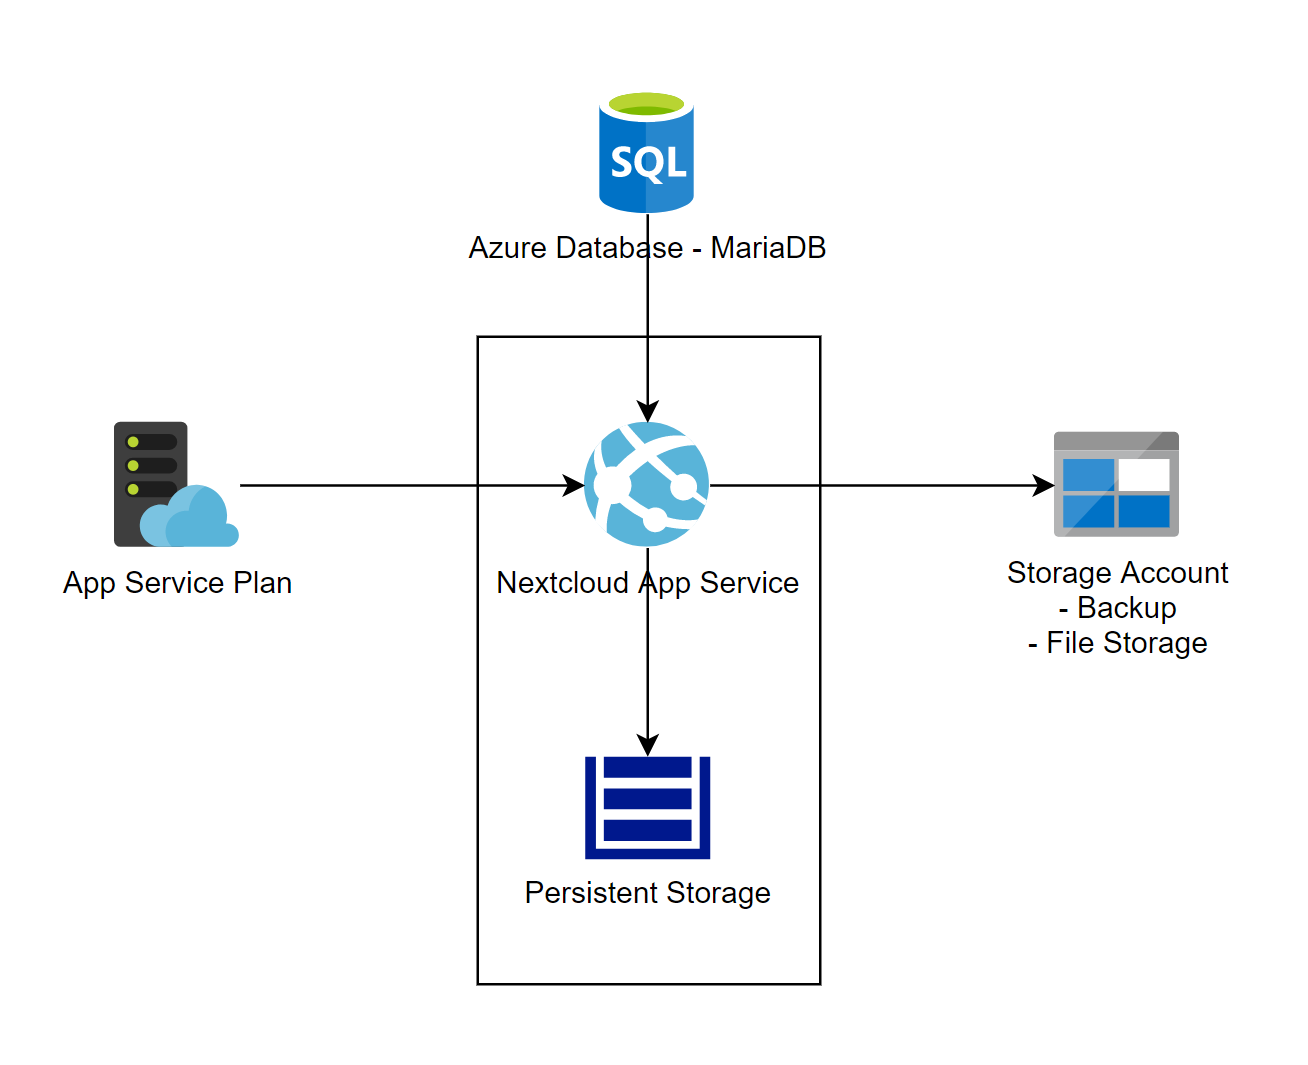 SQL
Azure Database - MariaDB
App Service Plan
Nextcloud App Service
Storage Account
- Backup
- File Storage
Persistent Storage